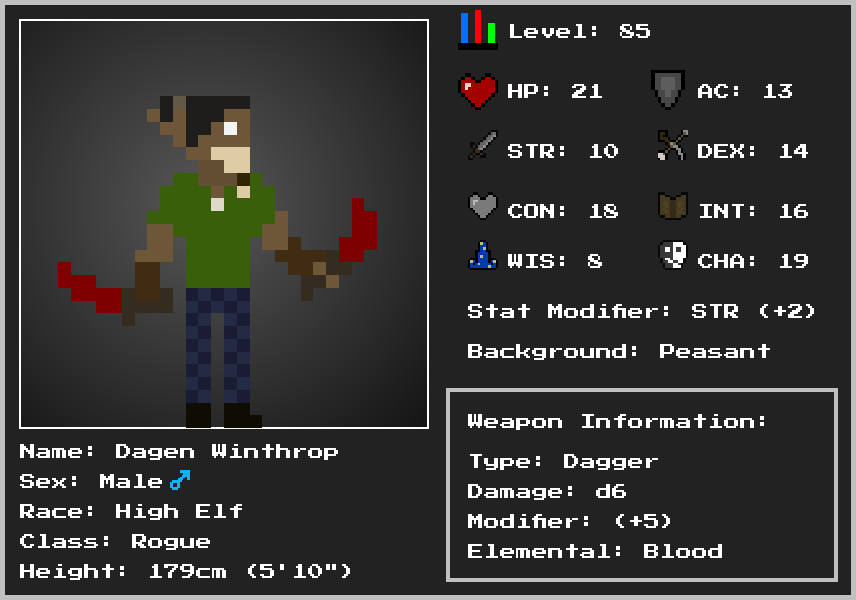 Level: 85
HP: 21 AC: 13
STR: 10 DEX: 14
CON: 18 INT: 16
WIS: 8 CHA: 19
Stat Modifier: STR (+2)
Background: Peasant
Weapon Information:
Type: Dagger
Damage: d6
Modifier: (+5)
Elemental: Blood
Name: Dagen Winthrop
Sex: Male♂
Race: High Elf
Class: Rogue
Height: 179cm (5'10")